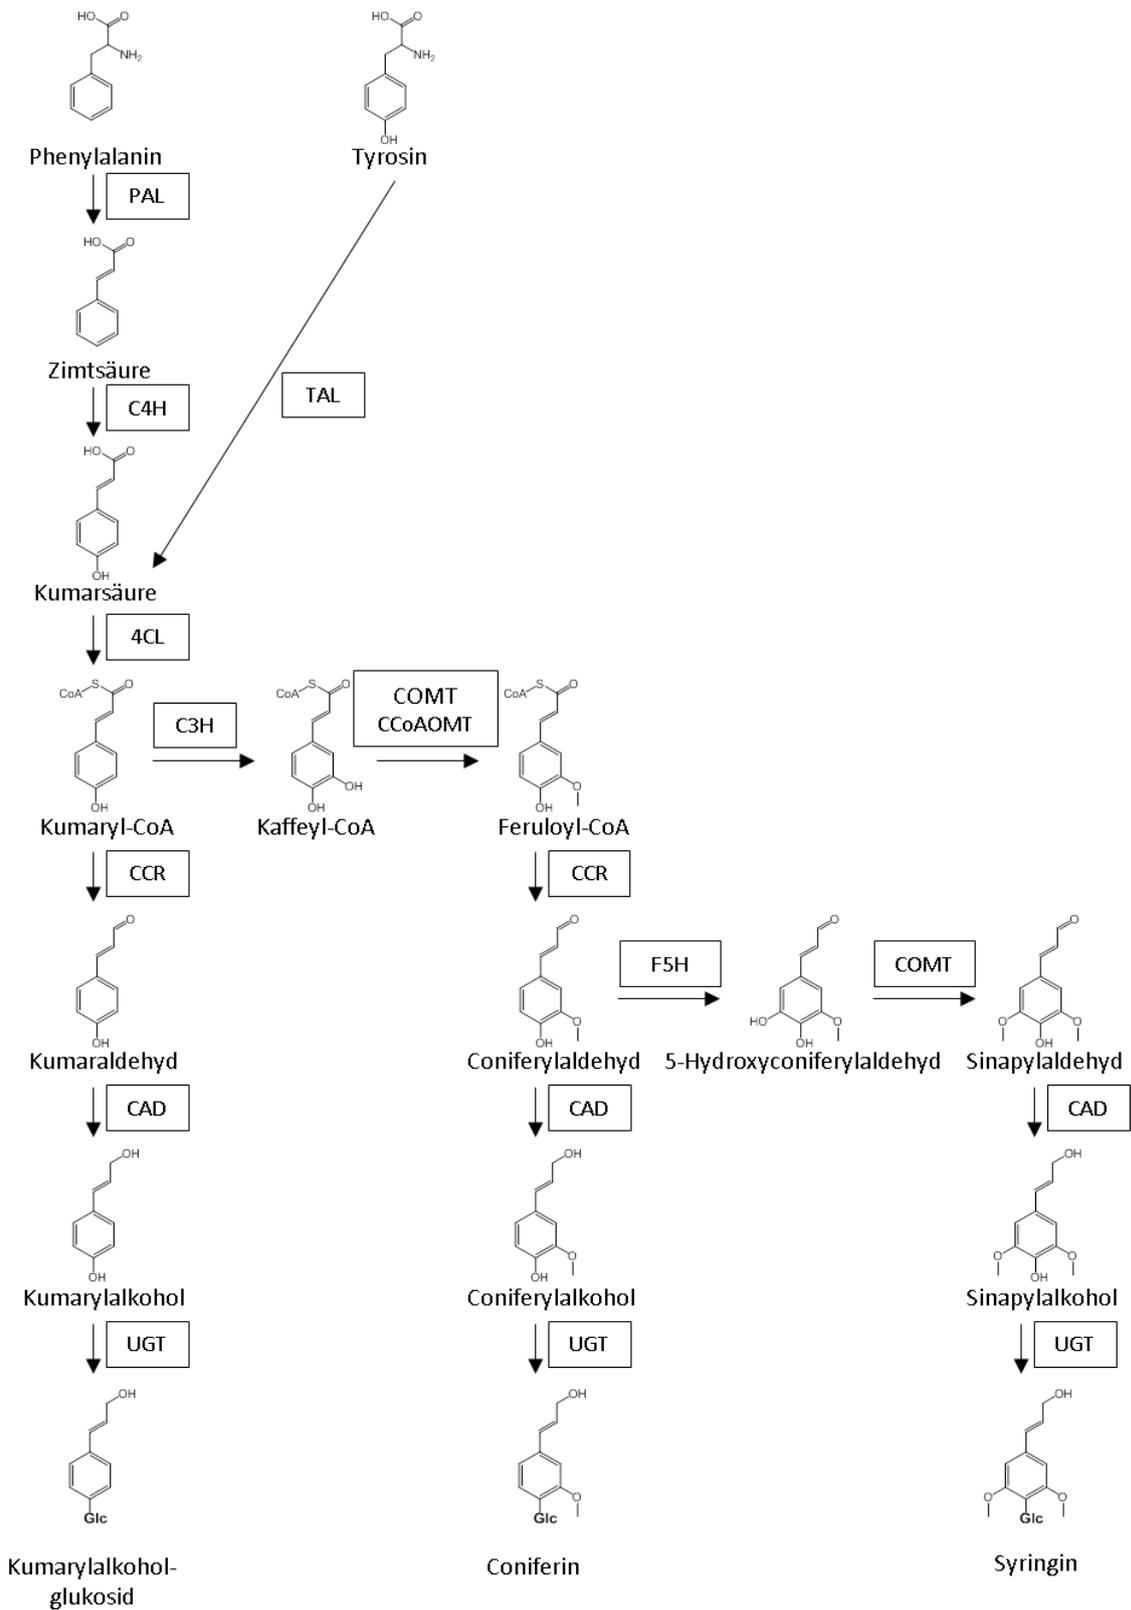 HO O HO O
NH2 NH2
OH
Phenylalanin Tyrosin
PAL
HO O
Zimtsäure
TAL
C4H
HO O
OH
Kumarsäure
4CL
CoA S O CoA S O CoA S O
COMT
CCoAOMT
C3H
OH O
OH OH OH
Kumaryl-CoA Kaffeyl-CoA Feruloyl-CoA
CCR CCR
O O O O
F5H COMT
O HO O O O
OH OH OH OH
Kumaraldehyd Coniferylaldehyd 5-Hydroxyconiferylaldehyd Sinapylaldehyd
CAD CAD CAD
OH OH OH
O O O
OH OH OH
Kumarylalkohol Coniferylalkohol Sinapylalkohol
UGT UGT UGT
OH OH OH
O O O
Glc Glc Glc
Kumarylalkohol-
glukosid
Coniferin
Syringin